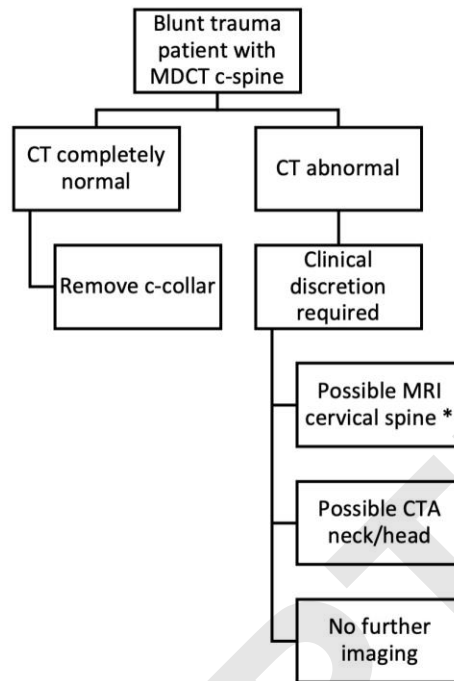 Blunt trauma
patient with
MDCT c-spine
CT completely
normal
CT abnormal
Remove c-collar
Clinical
discretion
required
Possible MRI
cervical spine *
Possible CTA
neck/head
No further
imaging